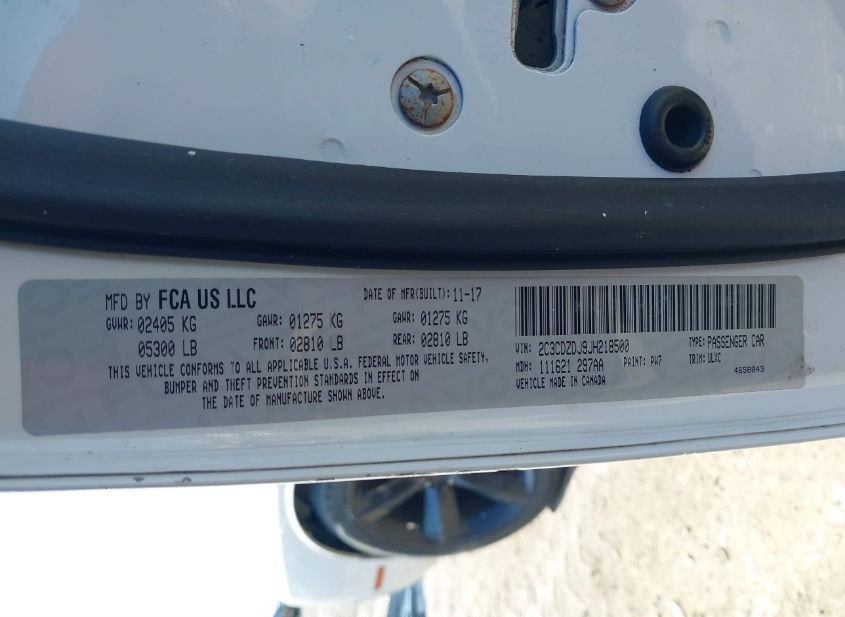 MFD BY FCA US LLC DATE OF MFR(BUILT): 11-17
GVWR: 02405 KG GAWR: 01275 KG GAWR: 01275 KG
05300 LB FRONT: 02810 LB REAR: 02810 LB
THIS VEHICLE CONFORMS TO ALL APPLICABLE U.S.A. FEDERAL MOTOR VEHICLE SAFETY,
BUMPER AND THEFT PREVENTION STANDARDS IN EFFECT ON
THE DATE OF MANUFACTURE SHOWN ABOVE.
VIN: 2C3CDZDJ9JH218500 TYPE: PASSENGER CAR
MDH: 111621 297AA PAINT: PW7 TRIM: ULXC
VEHICLE MADE IN CANADA 4658843